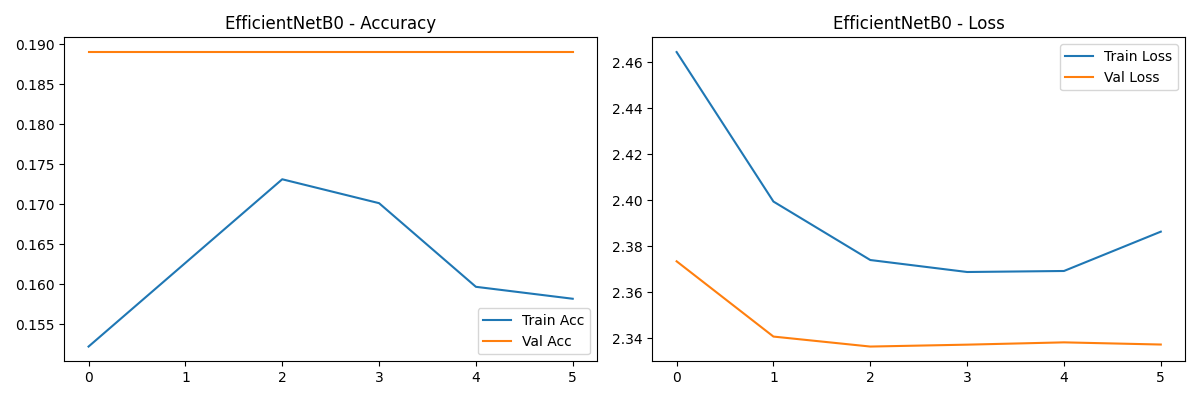 EfficientNetB0 - Accuracy
0.190
0.185
0.180
0.175
0.170
0.165
0.160
0.155
0 1 2 3 4 5
Train Acc
Val Acc
EfficientNetB0 - Loss
2.46
2.44
2.42
2.40
2.38
2.36
2.34
0 1 2 3 4 5
Train Loss
Val Loss